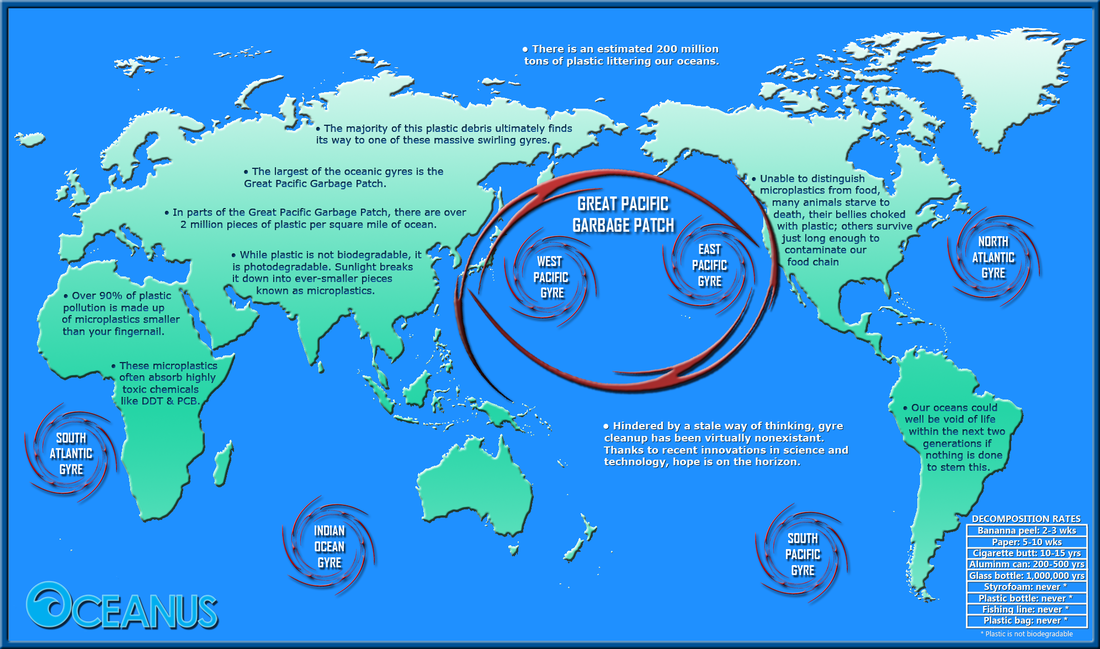 • There is an estimated 200 million
tons of plastic littering our oceans.
• The majority of this plastic debris ultimately finds
its way to one of these massive swirling gyres.
• The largest of the oceanic gyres is the
Great Pacific Garbage Patch.
• In parts of the Great Pacific Garbage Patch, there are over
2 million pieces of plastic per square mile of ocean.
• While plastic is not biodegradable, it
is photodegradable. Sunlight breaks
it down into ever-smaller pieces
known as microplastics.
• Over 90% of plastic
pollution is made up
of microplastics smaller
than your fingernail.
• These microplastics
often absorb highly
toxic chemicals
like DDT & PCB.
GREAT PACIFIC
GARBAGE PATCH
WEST
PACIFIC
GYRE
EAST
PACIFIC
GYRE
• Unable to distinguish
microplastics from food,
many animals starve to
death, their bellies choked
with plastic; others survive
just long enough to
contaminate our
food chain
NORTH
ATLANTIC
GYRE
SOUTH
ATLANTIC
GYRE
INDIAN
OCEAN
GYRE
• Hindered by a stale way of thinking, gyre
cleanup has been virtually nonexistant.
Thanks to recent innovations in science and
technology, hope is on the horizon.
• Our oceans could
well be void of life
within the next two
generations if
nothing is done
to stem this.
SOUTH
PACIFIC
GYRE
DECOMPOSITION RATES
Bananna peel: 2-3 wks
Paper: 5-10 wks
Cigarette butt: 10-15 yrs
Aluminm can: 200-500 yrs
Glass bottle: 1,000,000 yrs
Styrofoam: never *
Plastic bottle: never *
Fishing line: never *
Plastic bag: never *
* Plastic is not biodegradable
OCEANUS